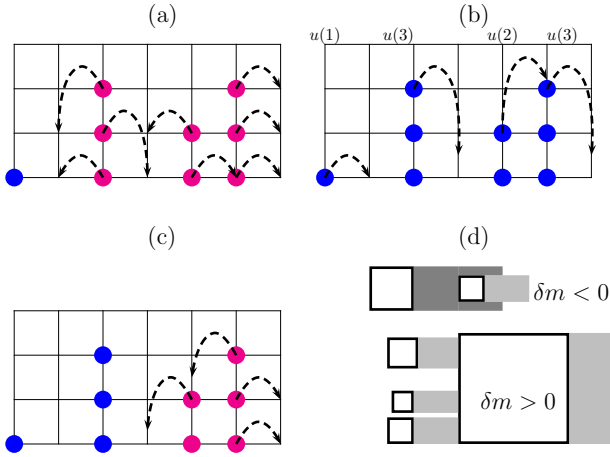 (a)
(b)
u(1) u(3) u(2) u(3)
(c)
(d)
δm < 0
δm > 0